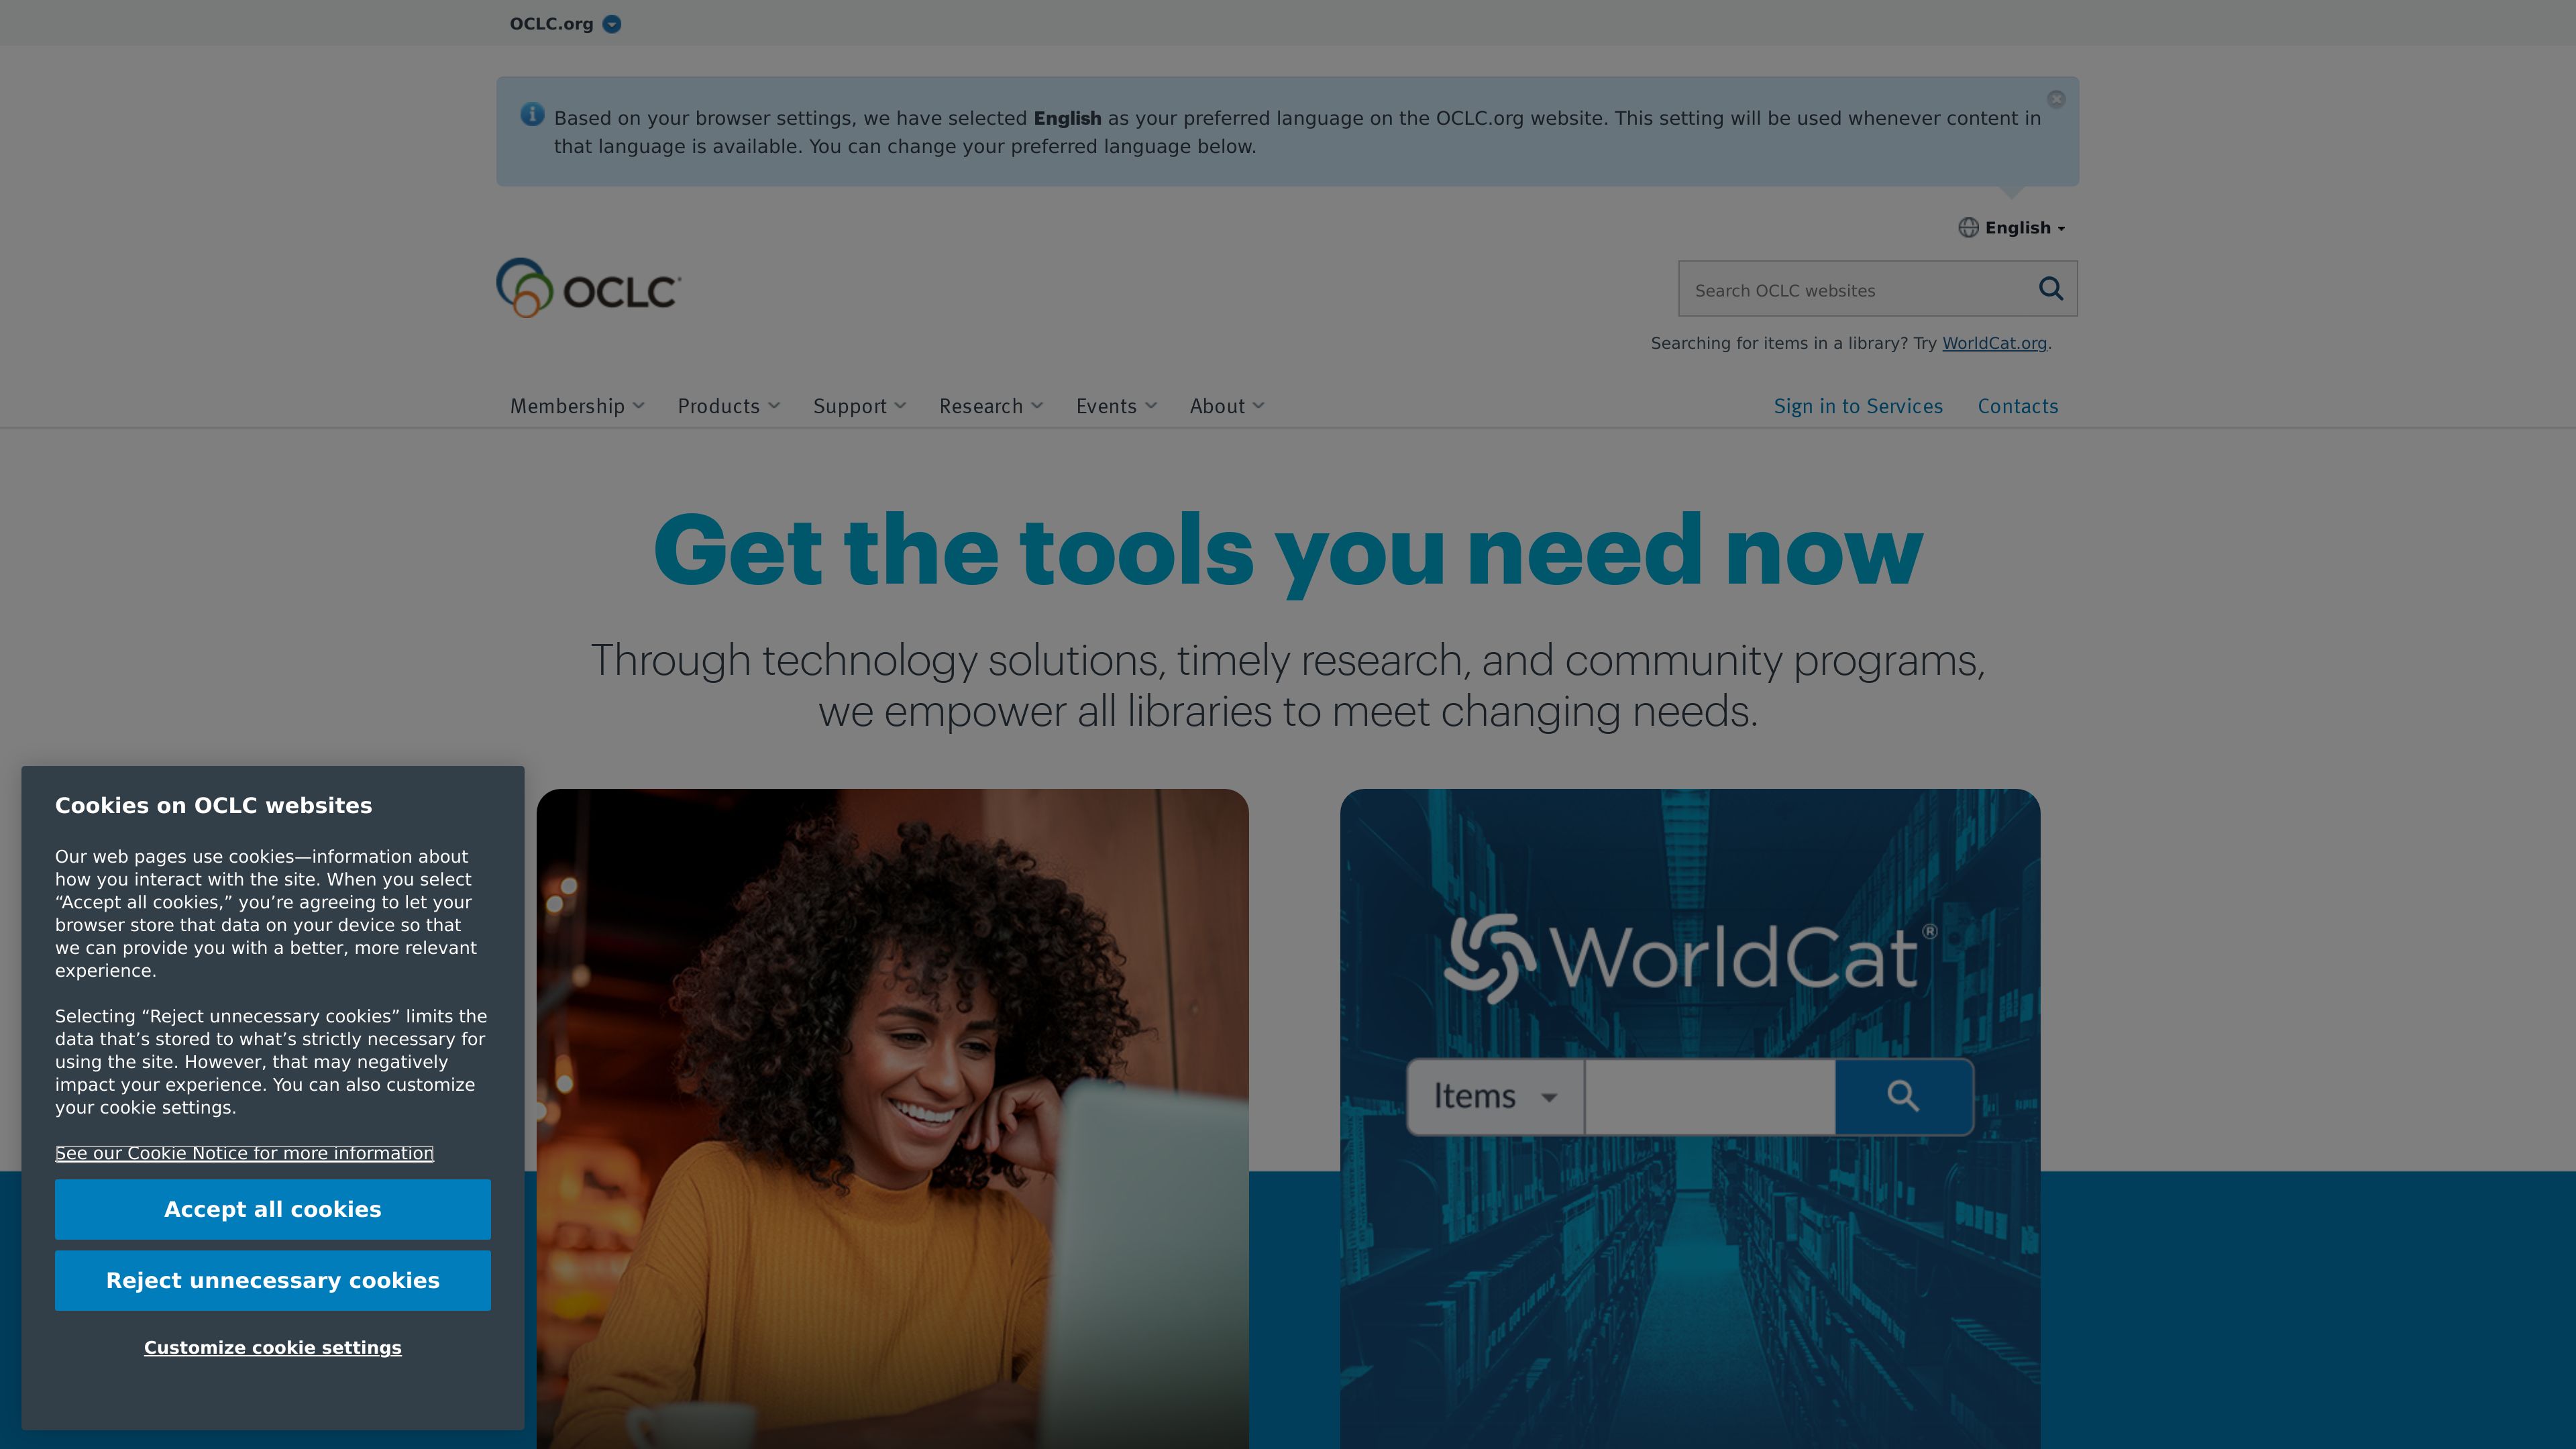 OCLC.org
Based on your browser settings, we have selected English as your preferred language on the OCLC.org website. This setting will be used whenever content in
that language is available. You can change your preferred language below.
English
OCLC
Search OCLC websites
Searching for items in a library? Try WorldCat.org.
Membership Products Support Research Events About Sign in to Services Contacts
Get the tools you need now
Through technology solutions, timely research, and community programs,
we empower all libraries to meet changing needs.
Cookies on OCLC websites
Our web pages use cookies—information about
how you interact with the site. When you select
“Accept all cookies,” you’re agreeing to let your
browser store that data on your device so that
we can provide you with a better, more relevant
experience.
Selecting “Reject unnecessary cookies” limits the
data that’s stored to what’s strictly necessary for
using the site. However, that may negatively
impact your experience. You can also customize
your cookie settings.
See our Cookie Notice for more information
Accept all cookies
Reject unnecessary cookies
Customize cookie settings
WorldCat®
Items